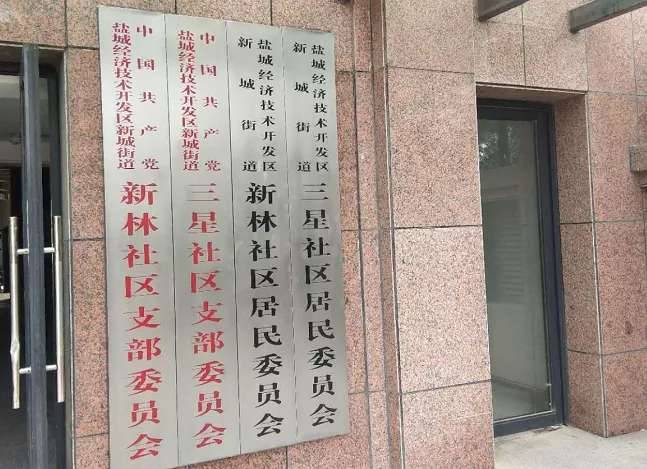 中国共产党
盐城经济技术开发区新城街道
新林社区支部委员会
中国共产党
盐城经济技术开发区新城街道
三星社区支部委员会
盐城经济技术开发区
新城街道
新林社区居民委员会
盐城经济技术开发区
新城街道
三星社区居民委员会